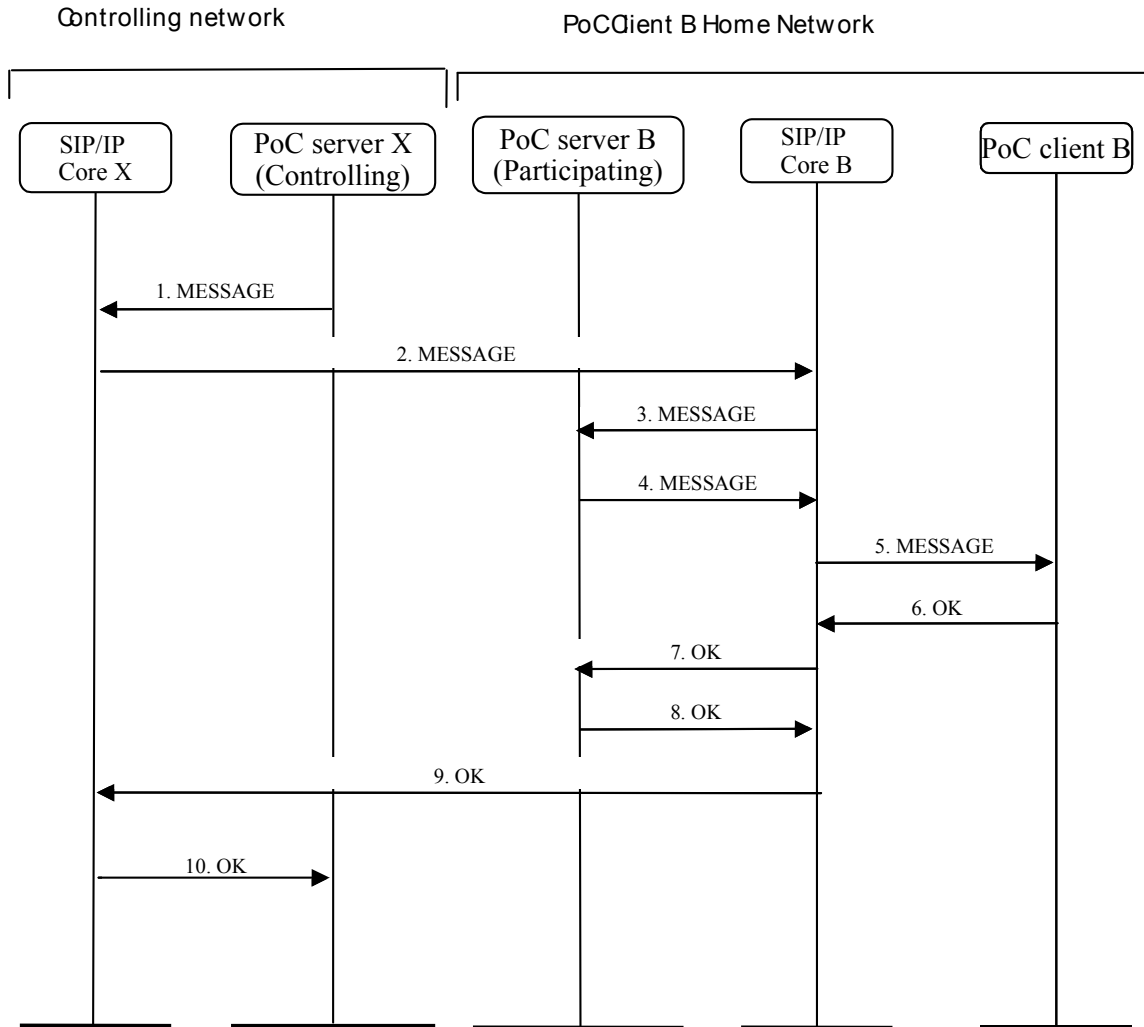 Controlling network
PoCClient B Home Network
SIP/IP
Core X
PoC server X
(Controlling)
PoC server B
(Participating)
SIP/IP
Core B
PoC client B
1. MESSAGE
2. MESSAGE
3. MESSAGE
4. MESSAGE
5. MESSAGE
6. OK
7. OK
8. OK
9. OK
10. OK